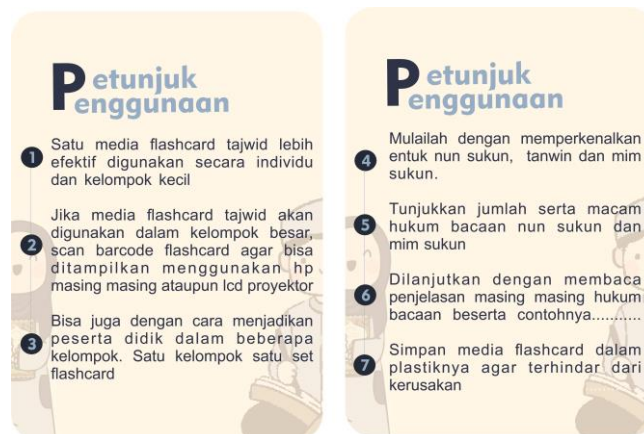 Petunjuk
Penggunaan
1
Satu media flashcard tajwid lebih
efektif digunakan secara individu
dan kelompok kecil
2
Jika media flashcard tajwid akan
digunakan dalam kelompok besar,
scan barcode flashcard agar bisa
ditampilkan menggunakan hp
masing masing ataupun lcd proyektor
3
Bisa juga dengan cara menjadikan
peserta didik dalam beberapa
kelompok. Satu kelompok satu set
flashcard
Petunjuk
Penggunaan
4
Mulailah dengan memperkenalkan
entuk nun sukun, tanwin dan mim
sukun.
5
Tunjukkan jumlah serta macam
hukum bacaan nun sukun dan
mim sukun
6
Dilanjutkan dengan membaca
penjelasan masing masing hukum
bacaan beserta contohnya...........
7
Simpan media flashcard dalam
plastiknya agar terhindar dari
kerusakan